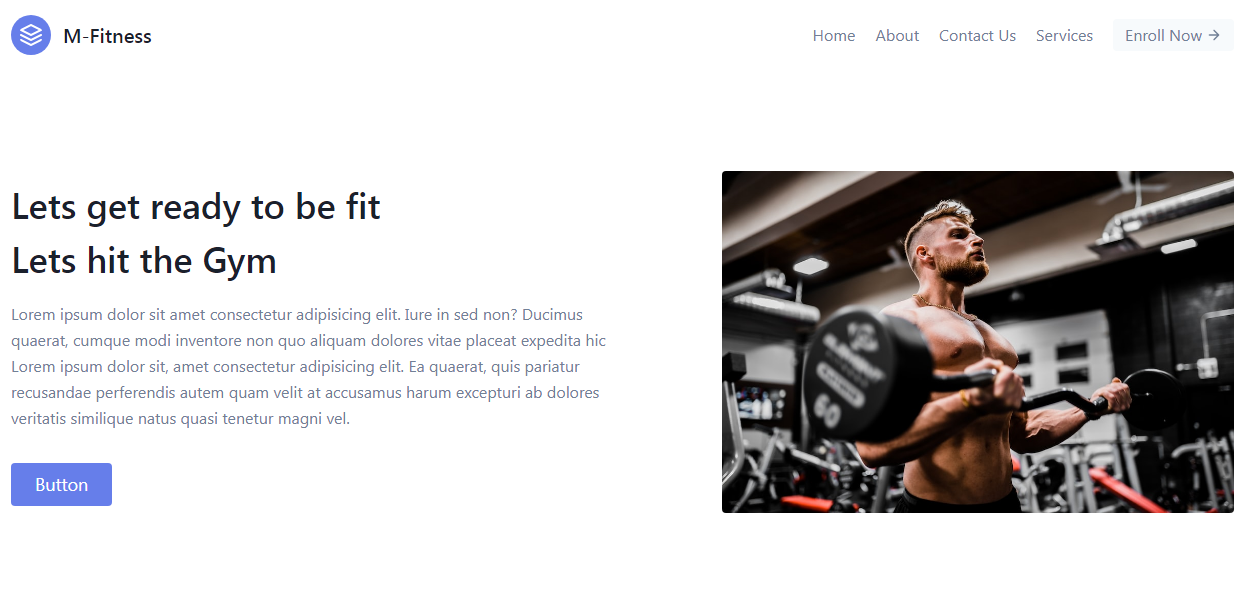 M-Fitness
Home About Contact Us Services Enroll Now →
Lets get ready to be fit
Lets hit the Gym
Lorem ipsum dolor sit amet consectetur adipisicing elit. Iure in sed non? Ducimus
quaerat, cumque modi inventore non quo aliquam dolores vitae placeat expedita hic
Lorem ipsum dolor sit, amet consectetur adipisicing elit. Ea quaerat, quis pariatur
recusandae perferendis autem quam velit at accusamus harum excepturi ab dolores
veritatis similique natus quasi tenetur magni vel.
Button
60